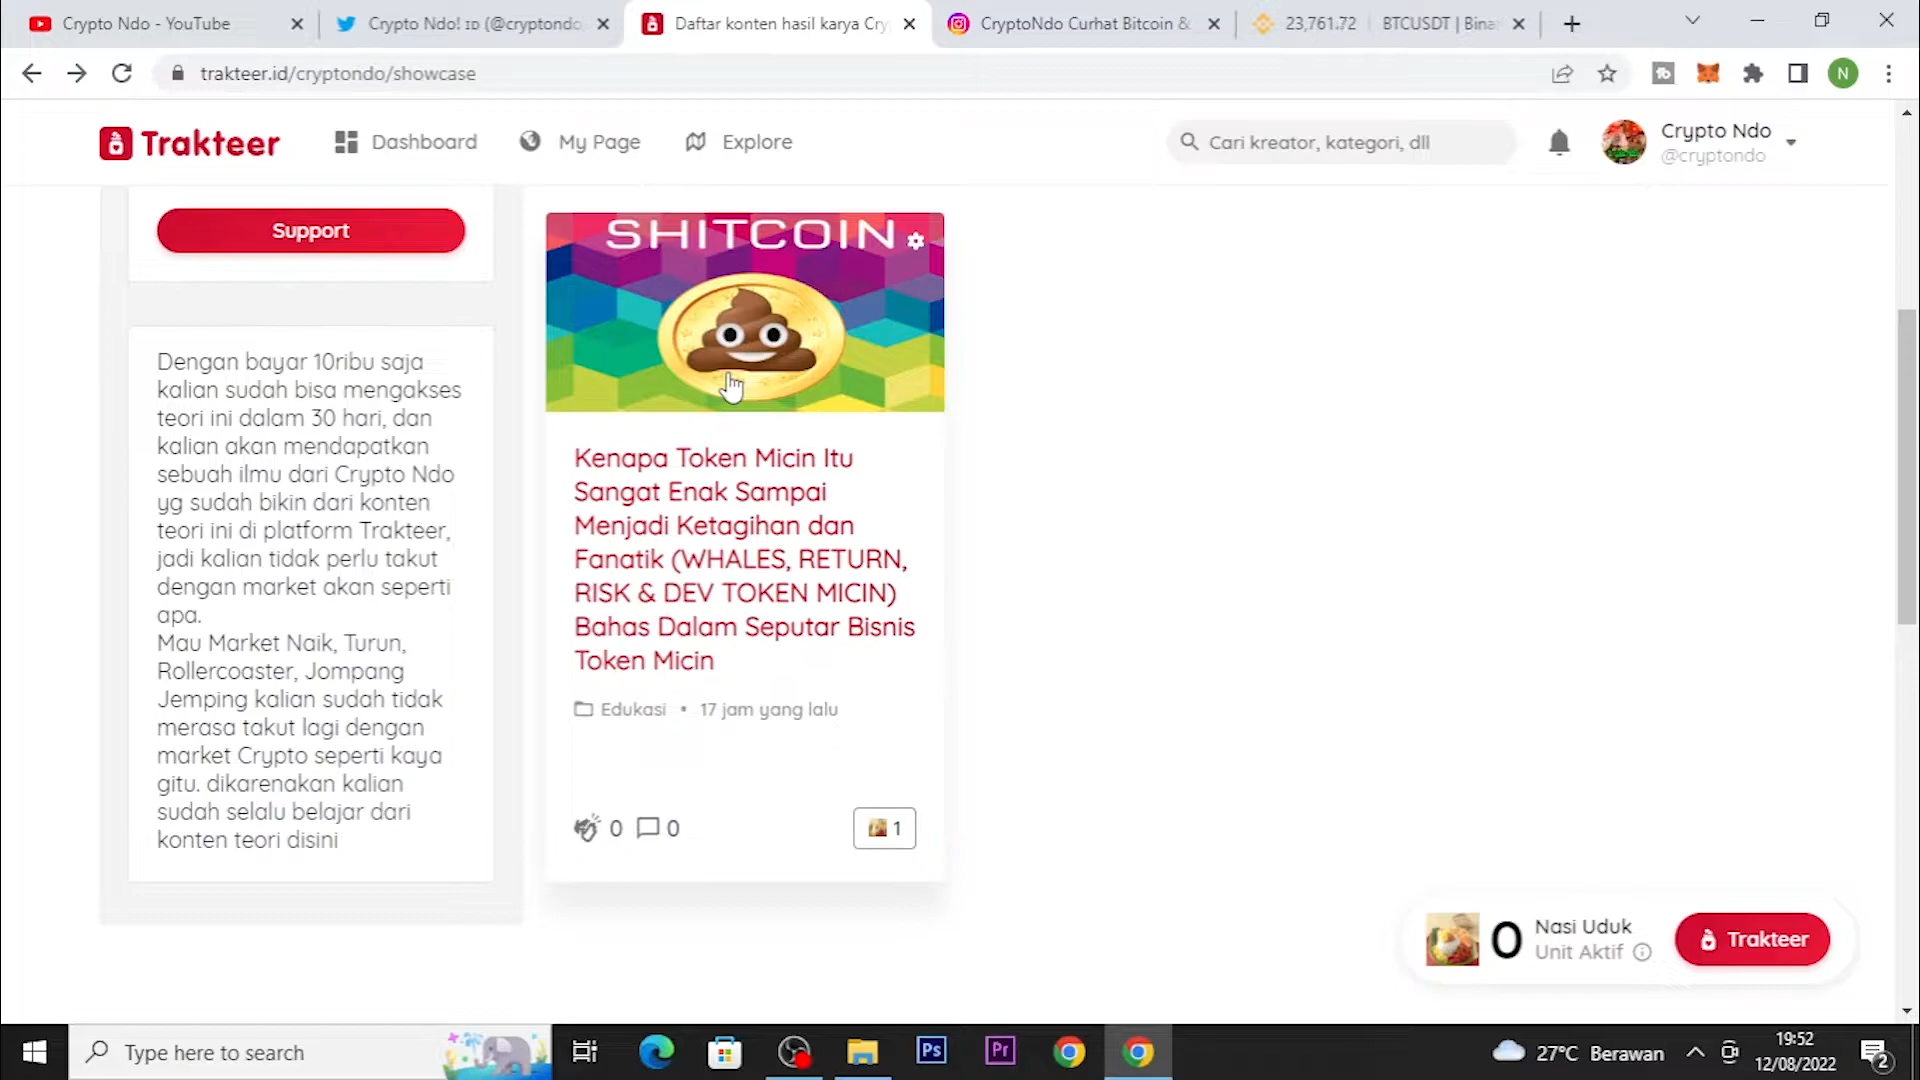 Crypto Ndo - YouTube
Crypto Ndo! ɪᴅ (@cryptondo
Daftar konten hasil karya Cry
CryptoNdo Curhat Bitcoin &
23,761.72
BTCUSDT | Bina
trakteer.id/cryptondo/showcase
N
Trakteer
Dashboard
My Page
Explore
Cari kreator, kategori, dll
Crypto Ndo
@cryptondo
Support
Dengan bayar 10ribu saja
kalian sudah bisa mengakses
teori ini dalam 30 hari, dan
kalian akan mendapatkan
sebuah ilmu dari Crypto Ndo
yg sudah bikin dari konten
teori ini di platform Trakteer,
jadi kalian tidak perlu takut
dengan market akan seperti
apa.
Mau Market Naik, Turun,
Rollercoaster, Jompang
Jemping kalian sudah tidak
merasa takut lagi dengan
market Crypto seperti kaya
gitu. dikarenakan kalian
sudah selalu belajar dari
konten teori disini
SHITCOIN
Kenapa Token Micin Itu
Sangat Enak Sampai
Menjadi Ketagihan dan
Fanatik (WHALES, RETURN,
RISK & DEV TOKEN MICIN)
Bahas Dalam Seputar Bisnis
Token Micin
Edukasi • 17 jam yang lalu
0 0
1
0
Nasi Uduk
Unit Aktif
Trakteer
Type here to search
Ps
Pr
27°C Berawan
19:52
12/08/2022
2